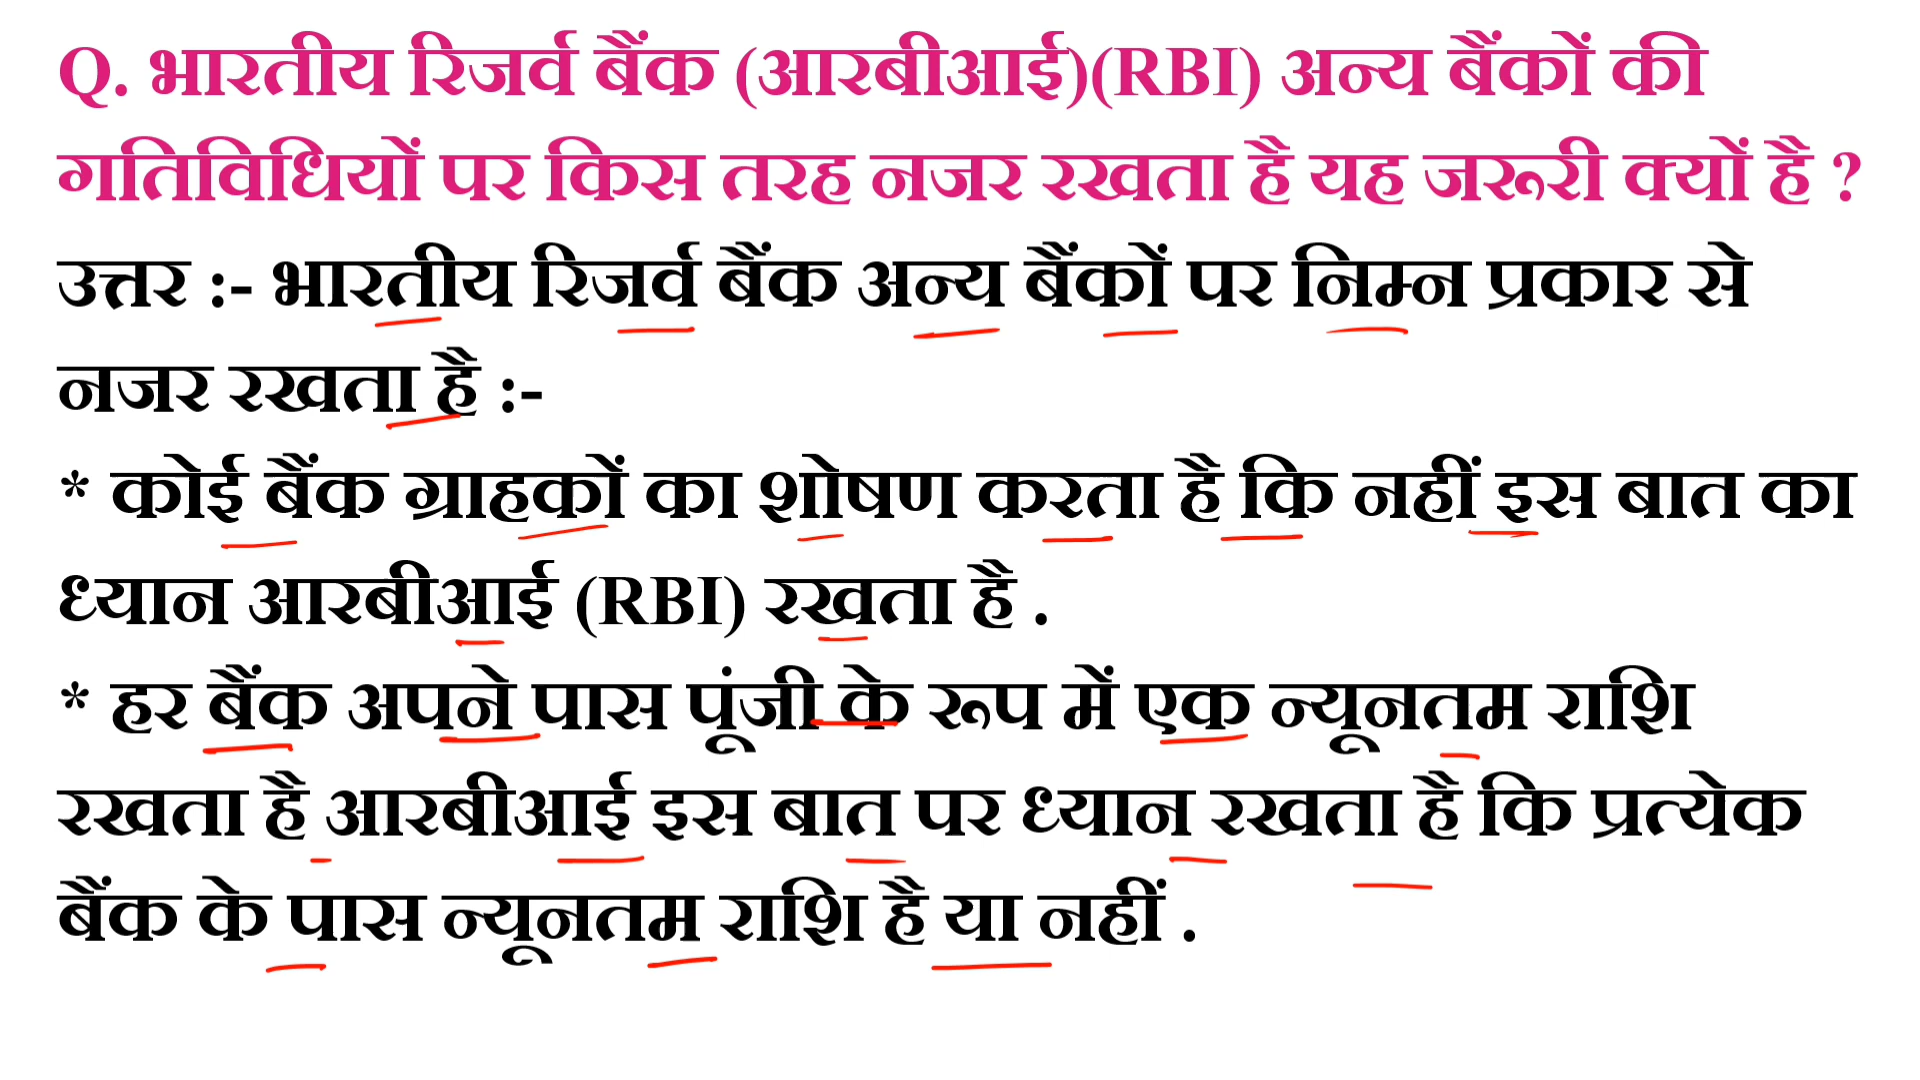 Q. भारतीय रिजर्व बैंक (आरबीआई)(RBI) अन्य बैंकों की
गतिविधियों पर किस तरह नजर रखता है यह जरूरी क्यों है ?
उत्तर :- भारतीय रिजर्व बैंक अन्य बैंकों पर निम्न प्रकार से
नजर रखता है :-
* कोई बैंक ग्राहकों का शोषण करता है कि नहीं इस बात का
ध्यान आरबीआई (RBI) रखता है .
* हर बैंक अपने पास पूंजी के रूप में एक न्यूनतम राशि
रखता है आरबीआई इस बात पर ध्यान रखता है कि प्रत्येक
बैंक के पास न्यूनतम राशि है या नहीं .